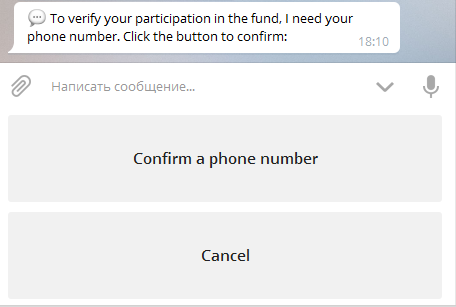 💬 To verify your participation in the fund, I need your
phone number. Click the button to confirm:
18:10
Написать сообщение...
Confirm a phone number
Cancel